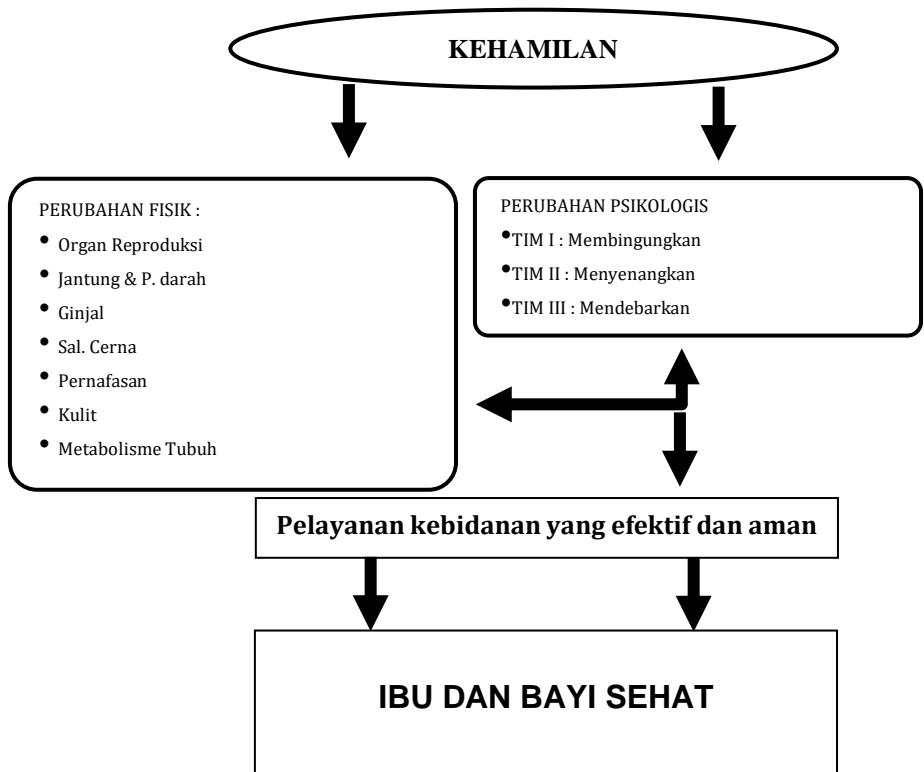 KEHAMILAN
PERUBAHAN FISIK :
• Organ Reproduksi
• Jantung & P. darah
• Ginjal
• Sal. Cerna
• Pernafasan
• Kulit
• Metabolisme Tubuh
PERUBAHAN PSIKOLOGIS
•TIM I : Membingungkan
•TIM II : Menyenangkan
•TIM III : Mendebarkan
Pelayanan kebidanan yang efektif dan aman
IBU DAN BAYI SEHAT